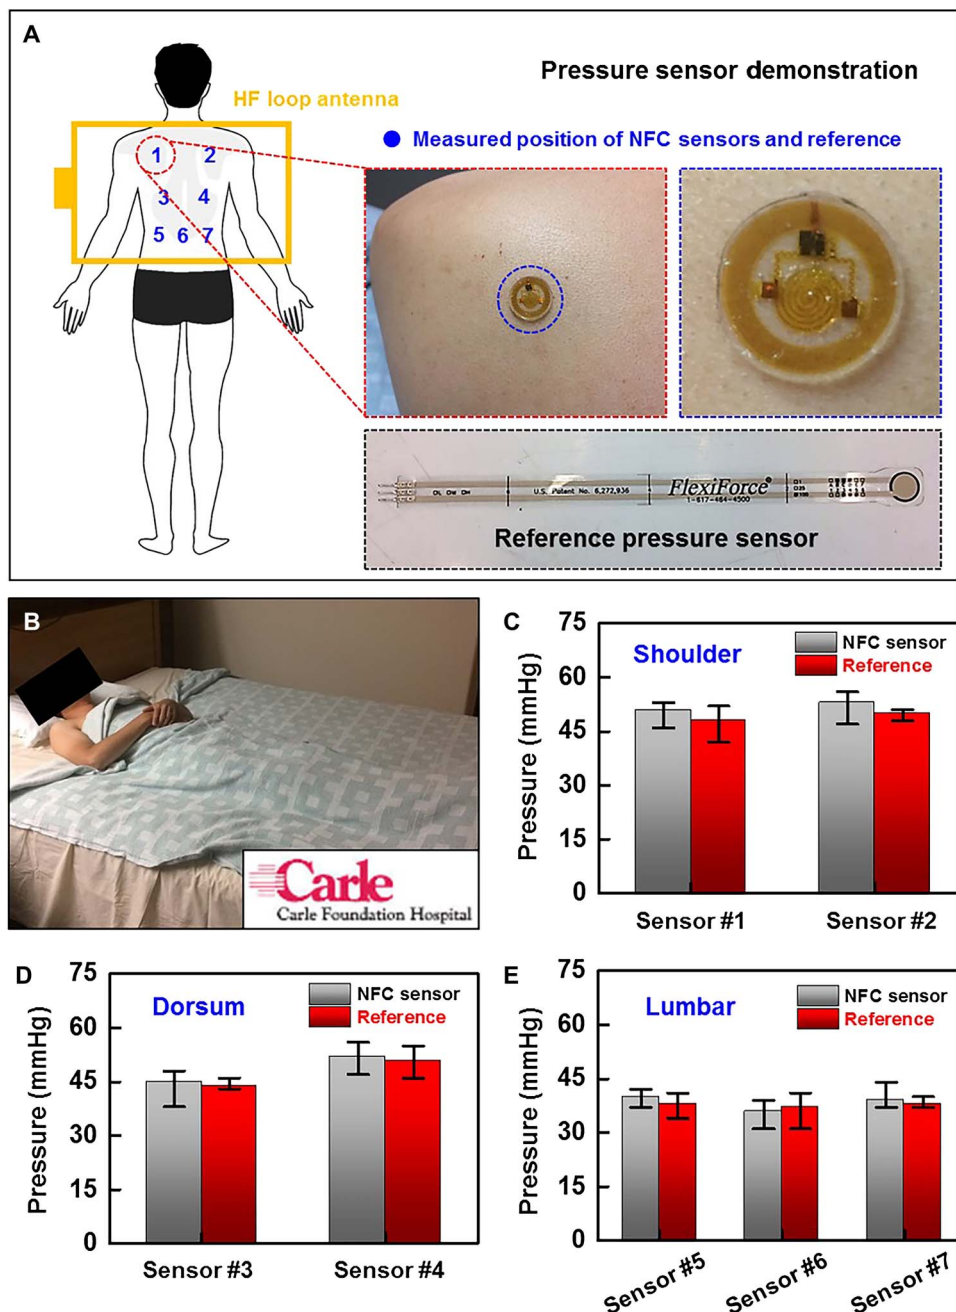 A
Pressure sensor demonstration
HF loop antenna
Measured position of NFC sensors and reference
1
2
3
4
5
6
7
U.S. Patent No. 6,272,936
FlexiForce®
1-617-464-4500
Reference pressure sensor
B
Carle
Carle Foundation Hospital
C
75
60
45
30
15
0
Pressure (mmHg)
Shoulder
NFC sensor
Reference
Sensor #1
Sensor #2
D
75
60
45
30
15
0
Pressure (mmHg)
Dorsum
NFC sensor
Reference
Sensor #3
Sensor #4
E
75
60
45
30
15
0
Pressure (mmHg)
Lumbar
NFC sensor
Reference
Sensor #5
Sensor #6
Sensor #7